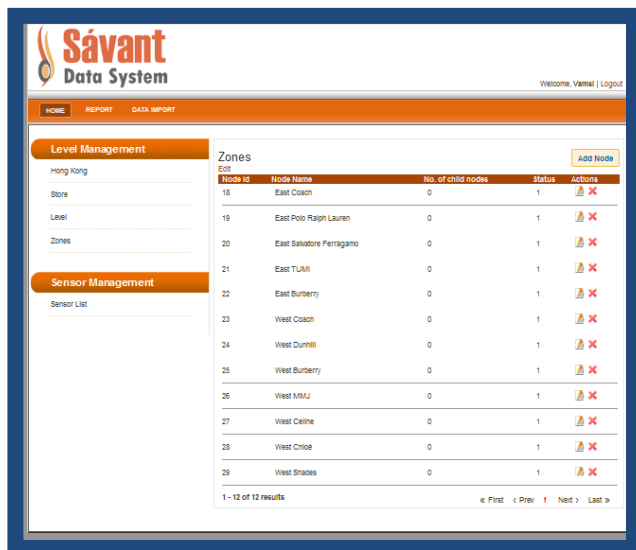 Sávant
Data System
Welcome, Vamsi | Logout
HOME REPORT DATA IMPORT
Level Management
Hong Kong
Store
Level
Zones
Sensor Management
Sensor List
Zones
Add Node
Edit
Node Id Node Name No. of child nodes Status Actions
18 East Coach 0 1
19 East Polo Ralph Lauren 0 1
20 East Salvatore Ferragamo 0 1
21 East TUMI 0 1
22 East Burberry 0 1
23 West Coach 0 1
24 West Dunhill 0 1
25 West Burberry 0 1
26 West MMJ 0 1
27 West Celine 0 1
28 West Chloé 0 1
29 West Shades 0 1
1 - 12 of 12 results
« First < Prev 1 Next > Last »